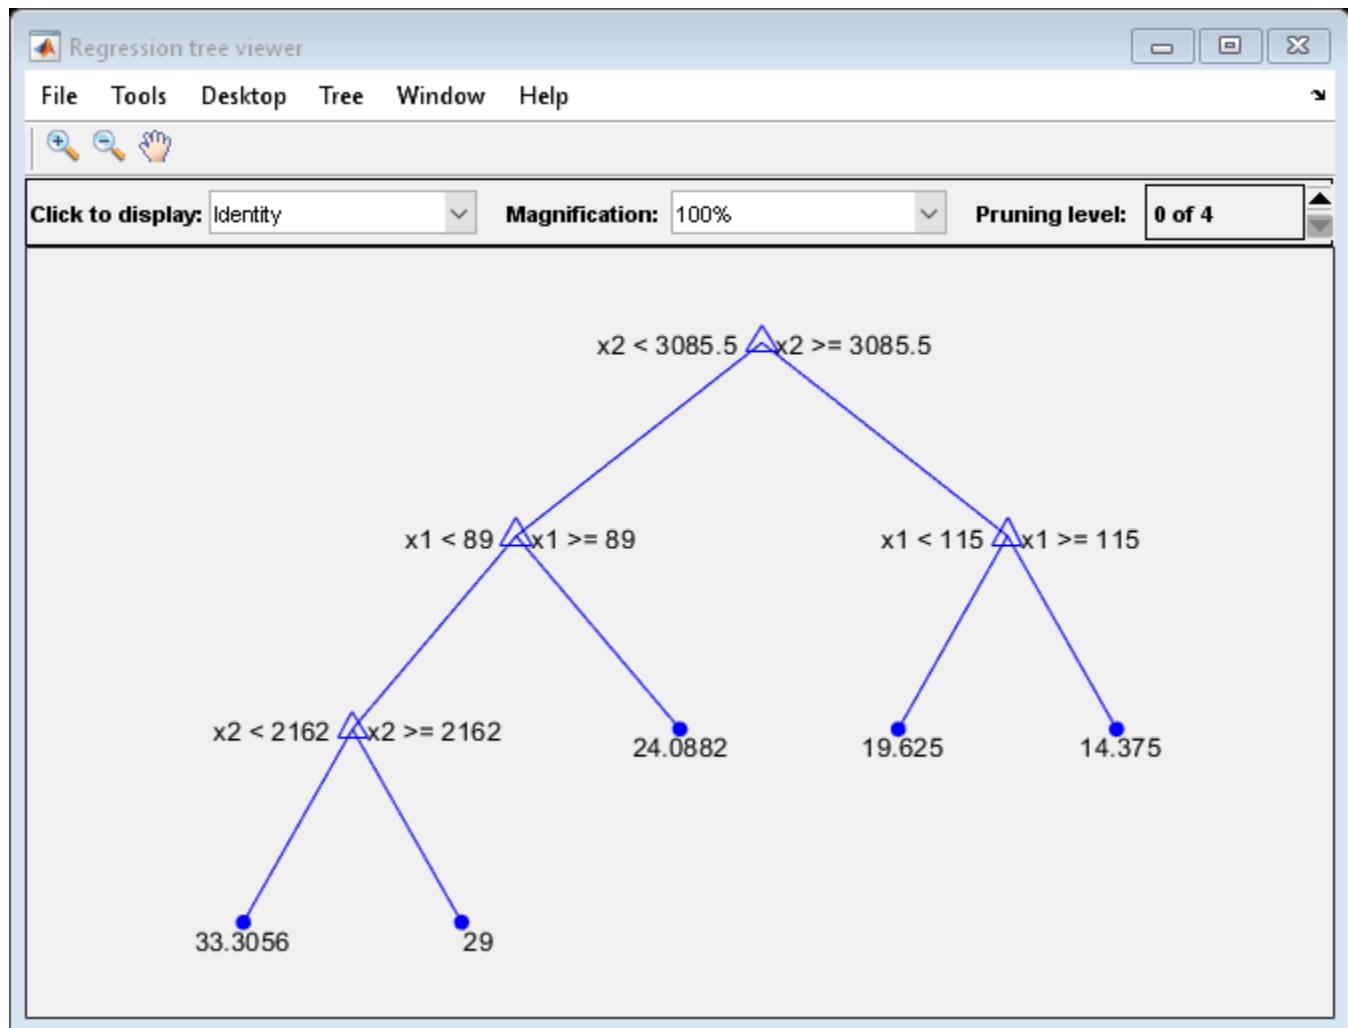 Regression tree viewer
File Tools Desktop Tree Window Help
Click to display: Identity Magnification: 100% Pruning level: 0 of 4
x2 < 3085.5 x2 >= 3085.5
x1 < 89 x1 >= 89 x1 < 115 x1 >= 115
x2 < 2162 x2 >= 2162
24.0882 19.625 14.375
33.3056 29